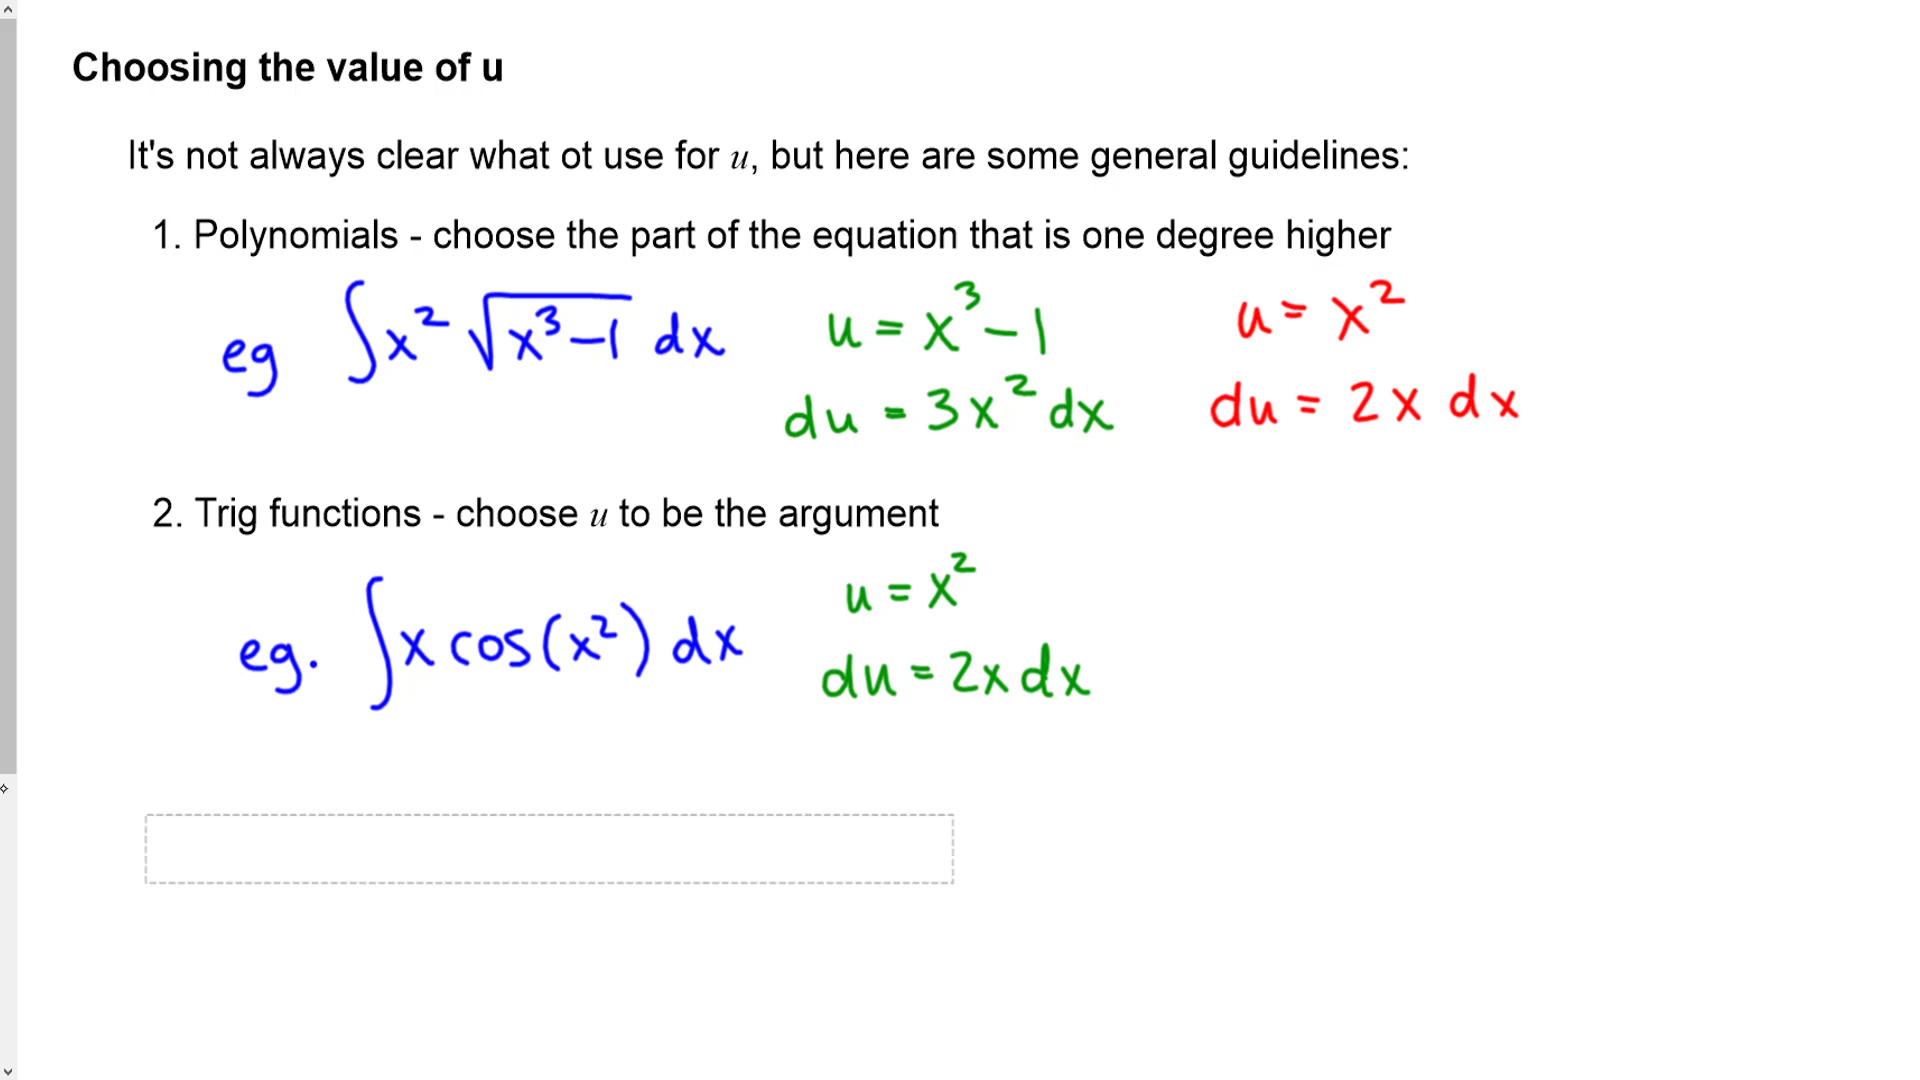 Choosing the value of u
It's not always clear what ot use for u, but here are some general guidelines:
1. Polynomials - choose the part of the equation that is one degree higher
eg ∫x²√(x³-1) dx u = x³-1 u = x²
du = 3x² dx du = 2x dx
2. Trig functions - choose u to be the argument
eg. ∫x cos(x²) dx u = x²
du = 2x dx